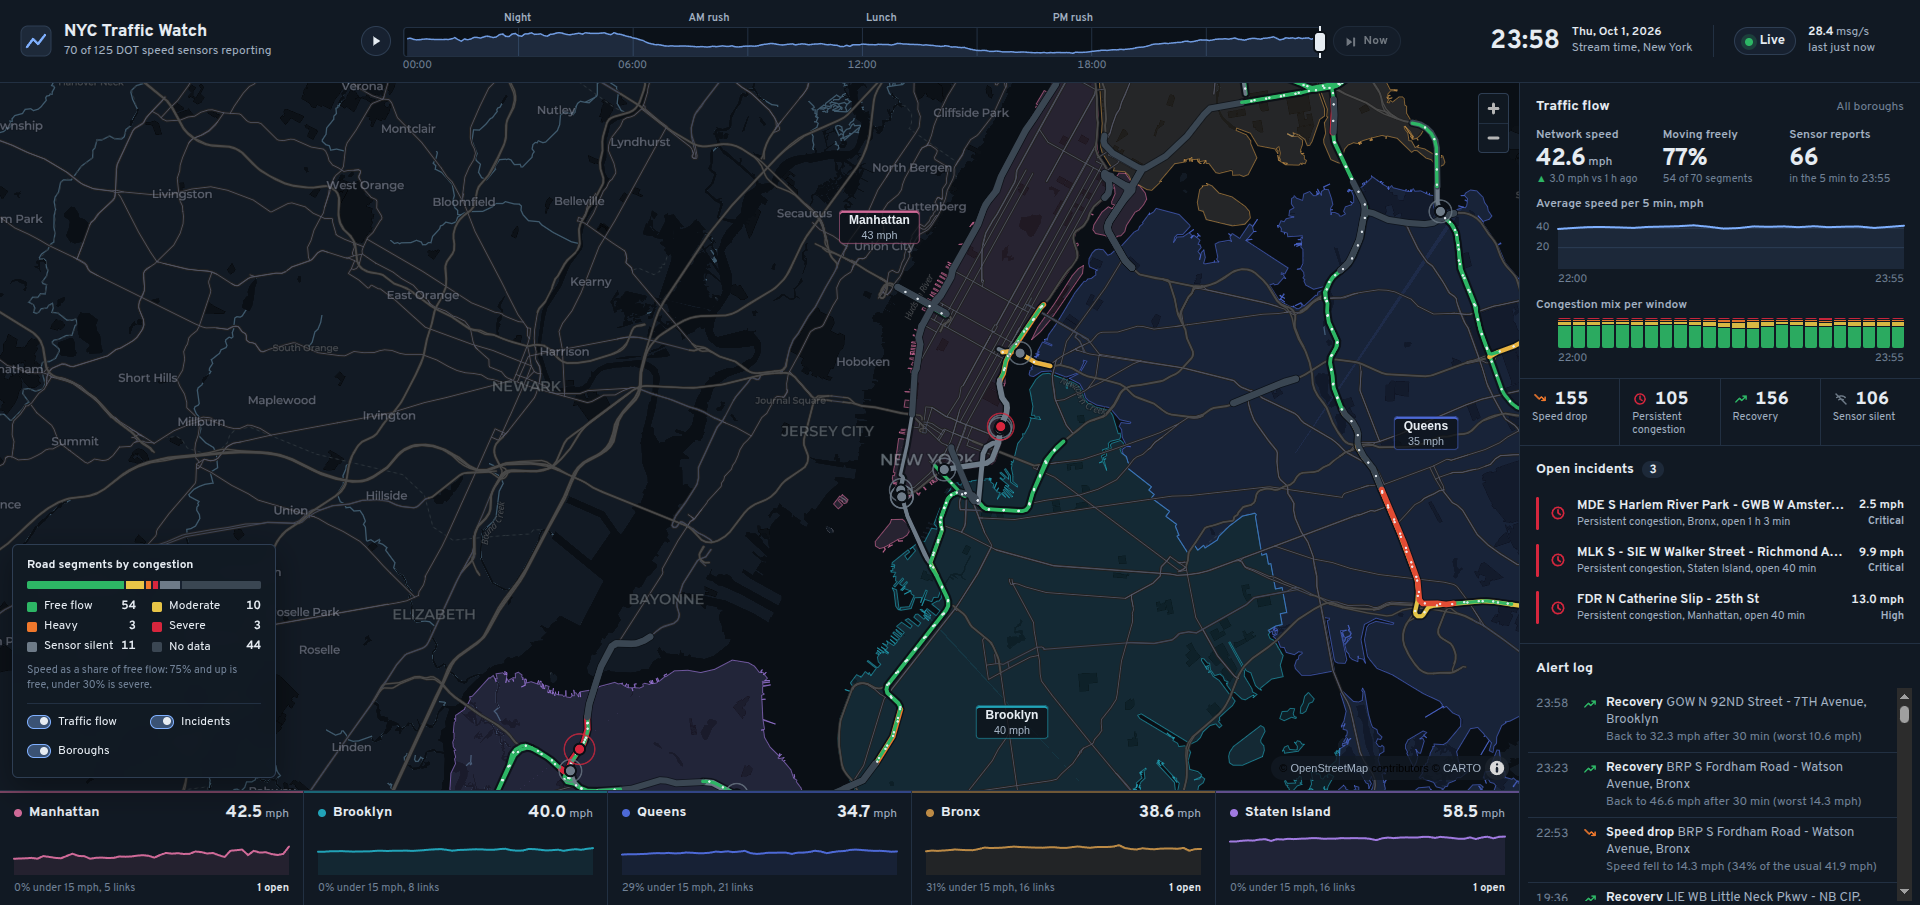 NYC Traffic Watch
70 of 125 DOT speed sensors reporting
Night
AM rush
Lunch
PM rush
00:00
06:00
12:00
18:00
Now
23:58
Thu, Oct 1, 2026
Stream time, New York
Live
28.4 msg/s
last just now
Verona
Nutley
Cliffside Park
wnship
Montclair
Lyndhurst
North Bergen
West Orange
Livingston
Bloomfield
Belleville
Secaucus
Guttenberg
m Park
Manhattan
43 mph
Union City
Kearny
East Orange
Hudson River
South Orange
Harrison
Hoboken
natham
Short Hills
NEWARK
Journal Square
Maplewood
Irvington
Millburn
JERSEY CITY
Summit
Queens
35 mph
NEW YORK
Hillside
nce
Union
BAYONNE
oselle Park
ELIZABETH
Roselle
Linden
Brooklyn
40 mph
© OpenStreetMap contributors © CARTO
Road segments by congestion
Free flow 54
Moderate 10
Heavy 3
Severe 3
Sensor silent 11
No data 44
Speed as a share of free flow: 75% and up is
free, under 30% is severe.
Traffic flow
Incidents
Boroughs
Manhattan
42.5 mph
0% under 15 mph, 5 links
1 open
Brooklyn
40.0 mph
0% under 15 mph, 8 links
Queens
34.7 mph
29% under 15 mph, 21 links
Bronx
38.6 mph
31% under 15 mph, 16 links
1 open
Staten Island
58.5 mph
0% under 15 mph, 16 links
1 open
Traffic flow
All boroughs
Network speed
42.6 mph
▲ 3.0 mph vs 1 h ago
Moving freely
77%
54 of 70 segments
Sensor reports
66
in the 5 min to 23:55
Average speed per 5 min, mph
40
20
22:00
23:55
Congestion mix per window
22:00
23:55
155
Speed drop
105
Persistent
congestion
156
Recovery
106
Sensor silent
Open incidents 3
MDE S Harlem River Park - GWB W Amster...
2.5 mph
Persistent congestion, Bronx, open 1 h 3 min
Critical
MLK S - SIE W Walker Street - Richmond A...
9.9 mph
Persistent congestion, Staten Island, open 40 min
Critical
FDR N Catherine Slip - 25th St
13.0 mph
Persistent congestion, Manhattan, open 40 min
High
Alert log
23:58
Recovery GOW N 92ND Street - 7TH Avenue,
Brooklyn
Back to 32.3 mph after 30 min (worst 10.6 mph)
23:23
Recovery BRP S Fordham Road - Watson
Avenue, Bronx
Back to 46.6 mph after 30 min (worst 14.3 mph)
22:53
Speed drop BRP S Fordham Road - Watson
Avenue, Bronx
Speed fell to 14.3 mph (34% of the usual 41.9 mph)
19:36
Recovery LIE WB Little Neck Pkwy - NB CIP,